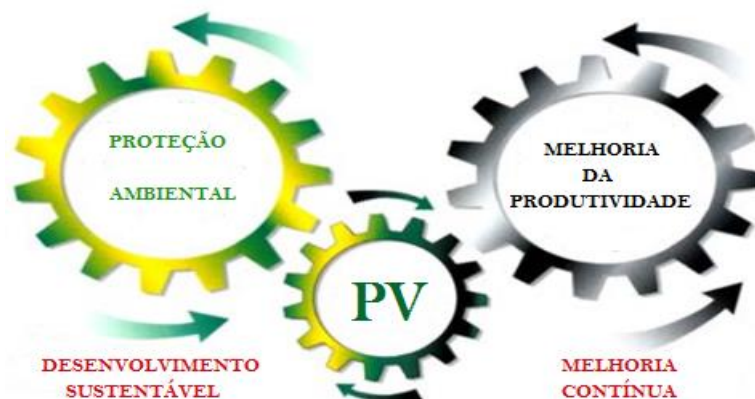 PROTEÇÃO
AMBIENTAL
MELHORIA
DA
PRODUTIVIDADE
PV
DESENVOLVIMENTO
SUSTENTÁVEL
MELHORIA
CONTÍNUA